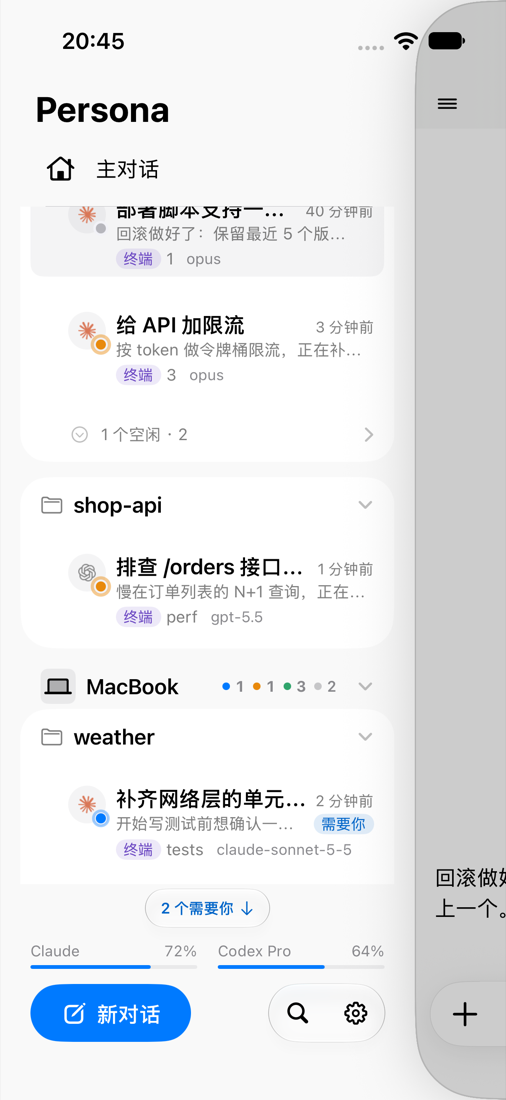 20:45
Persona
主对话
部署脚本支持一… 40 分钟前
回滚做好了：保留最近 5 个版…
终端 1 opus
给 API 加限流 3 分钟前
按 token 做令牌桶限流，正在补…
终端 3 opus
1 个空闲 · 2
shop-api
排查 /orders 接口… 1 分钟前
慢在订单列表的 N+1 查询，正在…
终端 perf gpt-5.5
MacBook 1 1 3 2
weather
补齐网络层的单元… 2 分钟前
开始写测试前想确认一… 需要你
终端 tests claude-sonnet-5-5
回滚做好
上一个。
2 个需要你 ↓
Claude 72% Codex Pro 64%
新对话